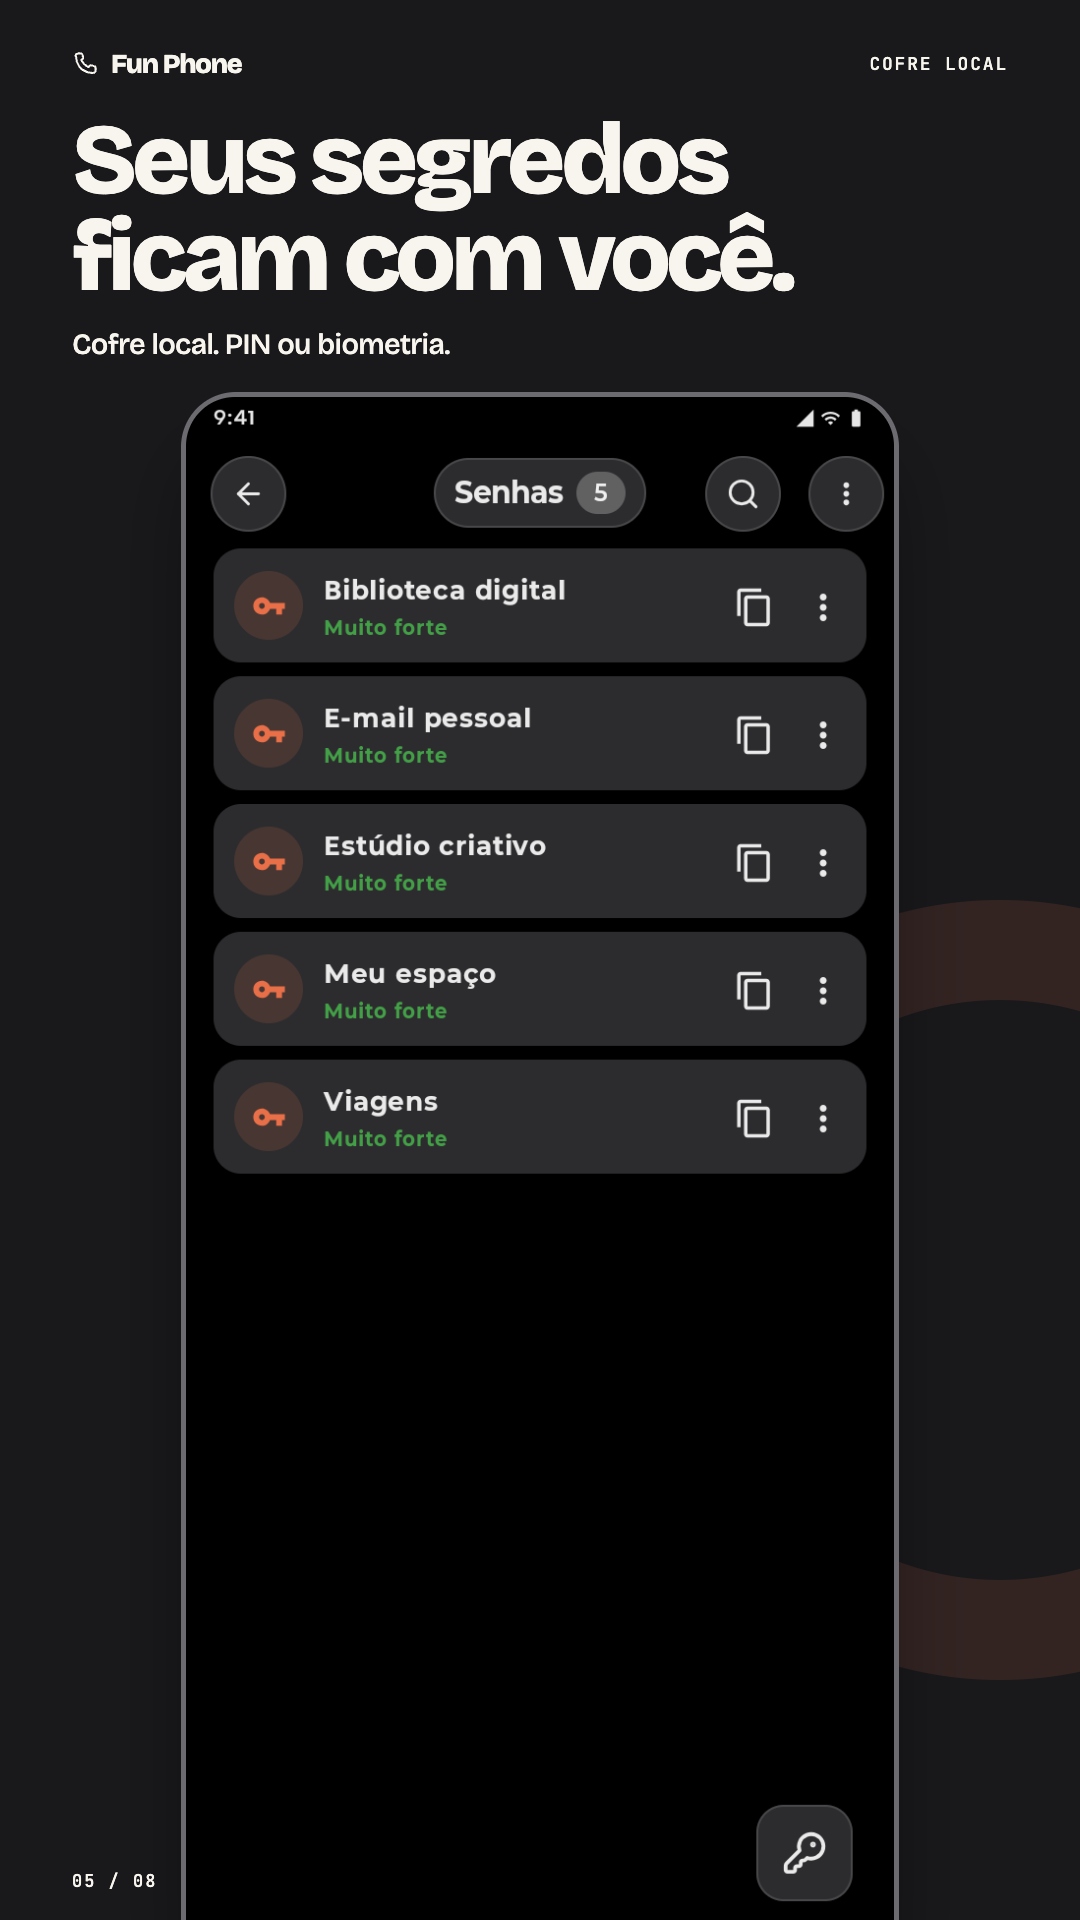 Fun Phone
COFRE LOCAL
Seus segredos
ficam com você.
Cofre local. PIN ou biometria.
9:41
Senhas 5
Biblioteca digital
Muito forte
E-mail pessoal
Muito forte
Estúdio criativo
Muito forte
Meu espaço
Muito forte
Viagens
Muito forte
05 / 08